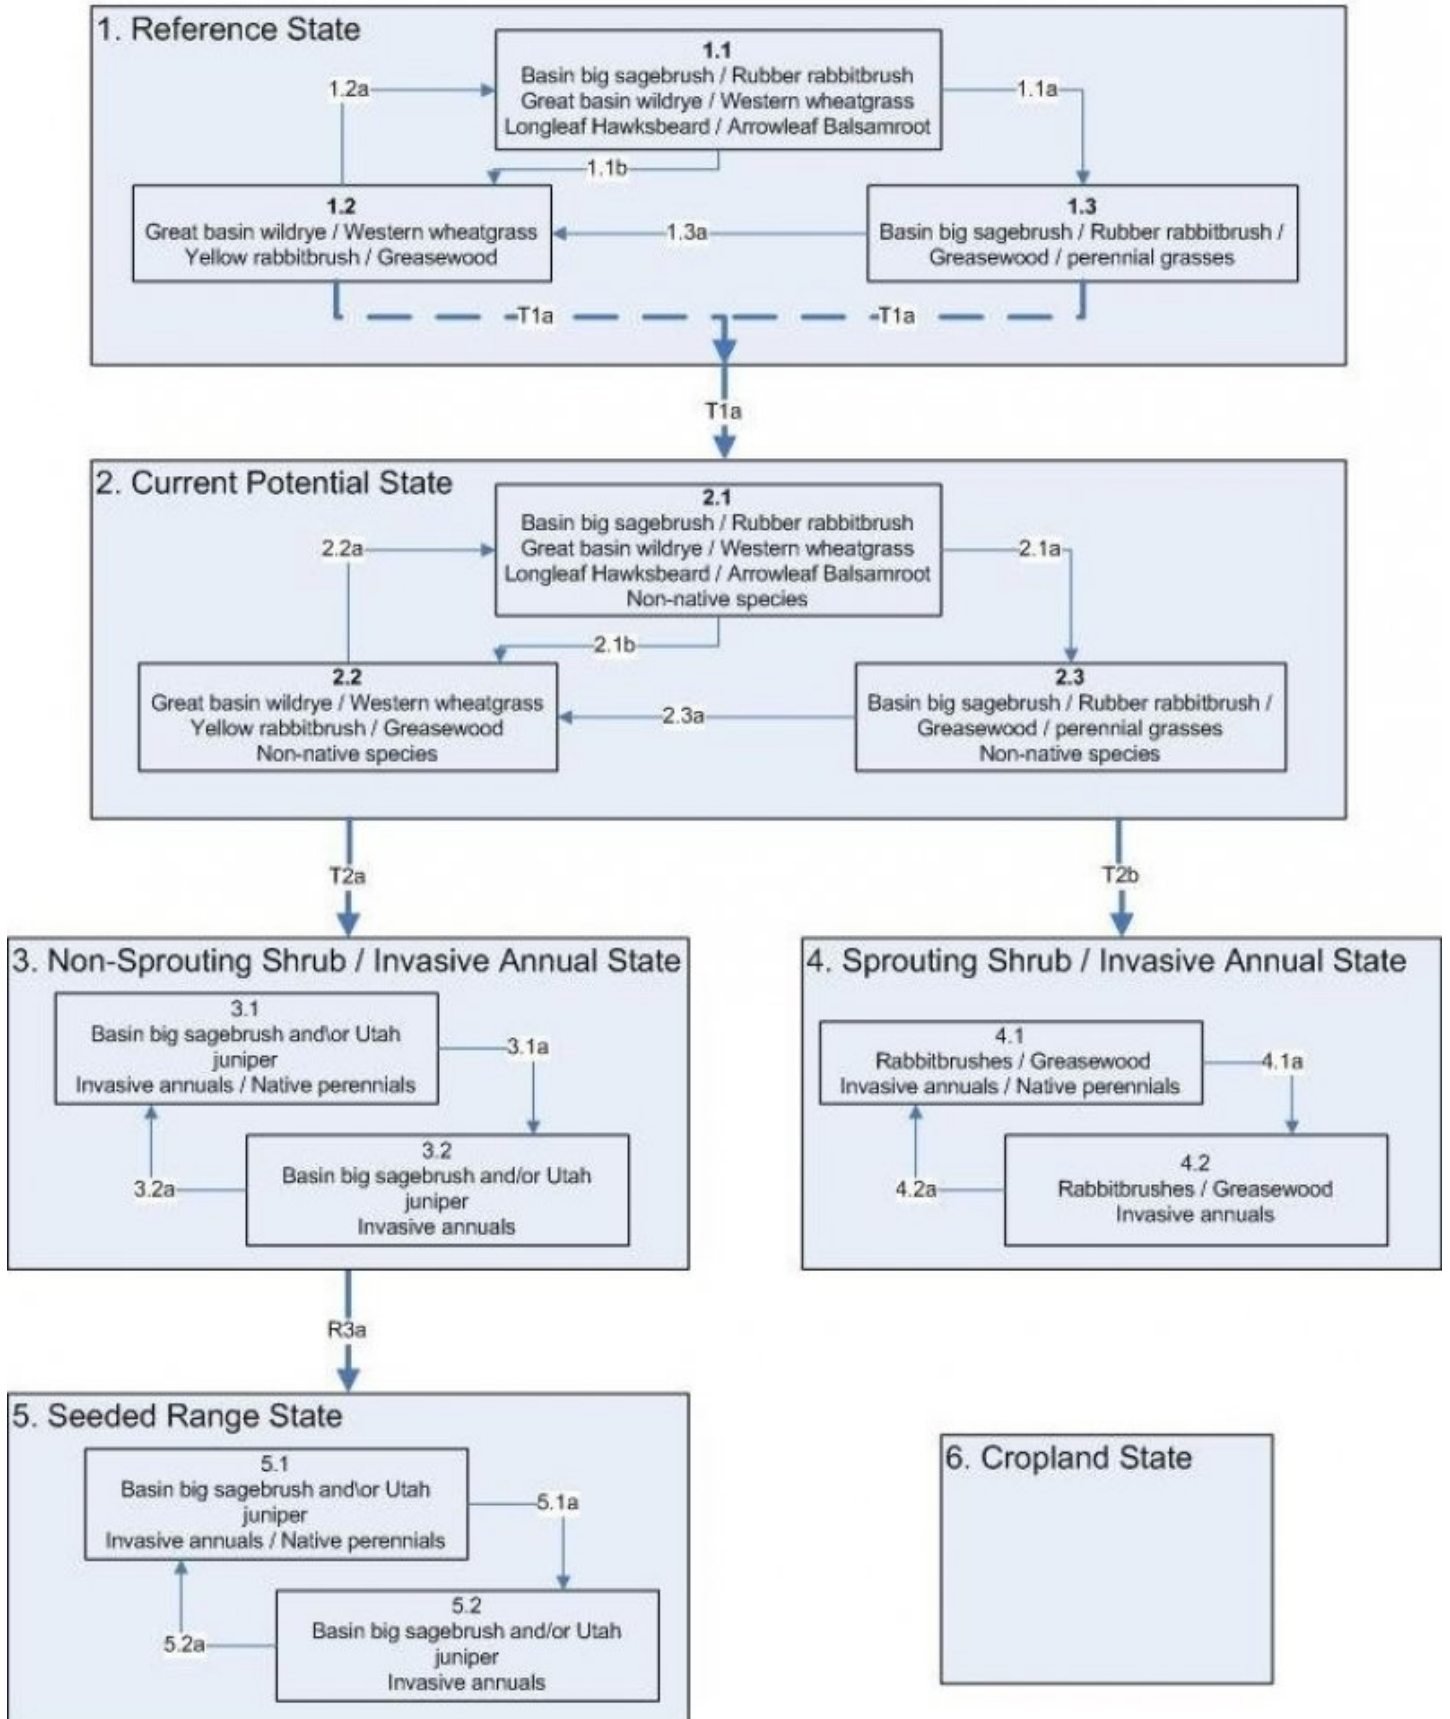 1. Reference State
1.1
Basin big sagebrush / Rubber rabbitbrush
Great basin wildrye / Western wheatgrass
Longleaf Hawksbeard / Arrowleaf Balsamroot
1.2a
1.1a
1.1b
1.2
Great basin wildrye / Western wheatgrass
Yellow rabbitbrush / Greasewood
1.3a
1.3
Basin big sagebrush / Rubber rabbitbrush /
Greasewood / perennial grasses
T1a
T1a
T1a
2. Current Potential State
2.1
Basin big sagebrush / Rubber rabbitbrush
Great basin wildrye / Western wheatgrass
Longleaf Hawksbeard / Arrowleaf Balsamroot
Non-native species
2.2a
2.1a
2.1b
2.2
Great basin wildrye / Western wheatgrass
Yellow rabbitbrush / Greasewood
Non-native species
2.3a
2.3
Basin big sagebrush / Rubber rabbitbrush /
Greasewood / perennial grasses
Non-native species
T2a
T2b
3. Non-Sprouting Shrub / Invasive Annual State
3.1
Basin big sagebrush and\or Utah
juniper
Invasive annuals / Native perennials
3.1a
3.2
Basin big sagebrush and/or Utah
juniper
Invasive annuals
3.2a
4. Sprouting Shrub / Invasive Annual State
4.1
Rabbitbrushes / Greasewood
Invasive annuals / Native perennials
4.1a
4.2
Rabbitbrushes / Greasewood
Invasive annuals
4.2a
R3a
5. Seeded Range State
5.1
Basin big sagebrush and\or Utah
juniper
Invasive annuals / Native perennials
5.1a
5.2
Basin big sagebrush and/or Utah
juniper
Invasive annuals
5.2a
6. Cropland State